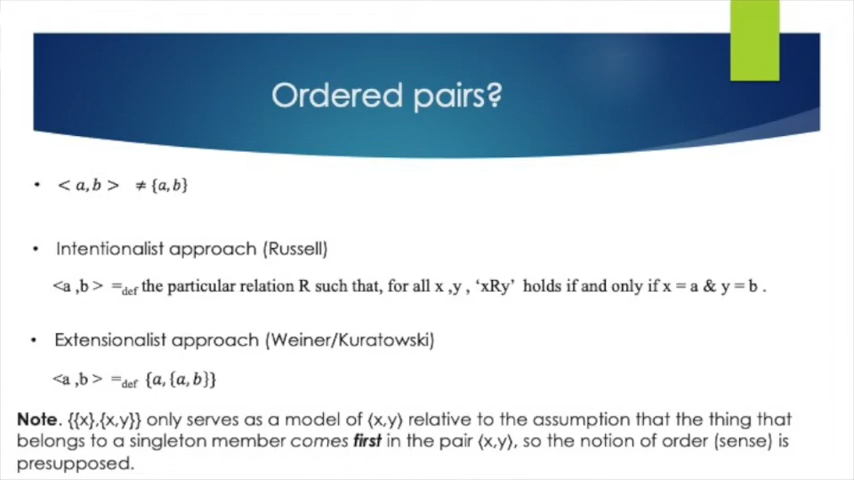 Ordered pairs?
• < a, b > ≠ {a, b}
• Intentionalist approach (Russell)
<a ,b > =def the particular relation R such that, for all x ,y , ‘xRy’ holds if and only if x = a & y = b .
• Extensionalist approach (Weiner/Kuratowski)
<a ,b > =def {a, {a, b}}
Note. {{x},{x,y}} only serves as a model of ⟨x,y⟩ relative to the assumption that the thing that
belongs to a singleton member comes first in the pair ⟨x,y⟩, so the notion of order (sense) is
presupposed.